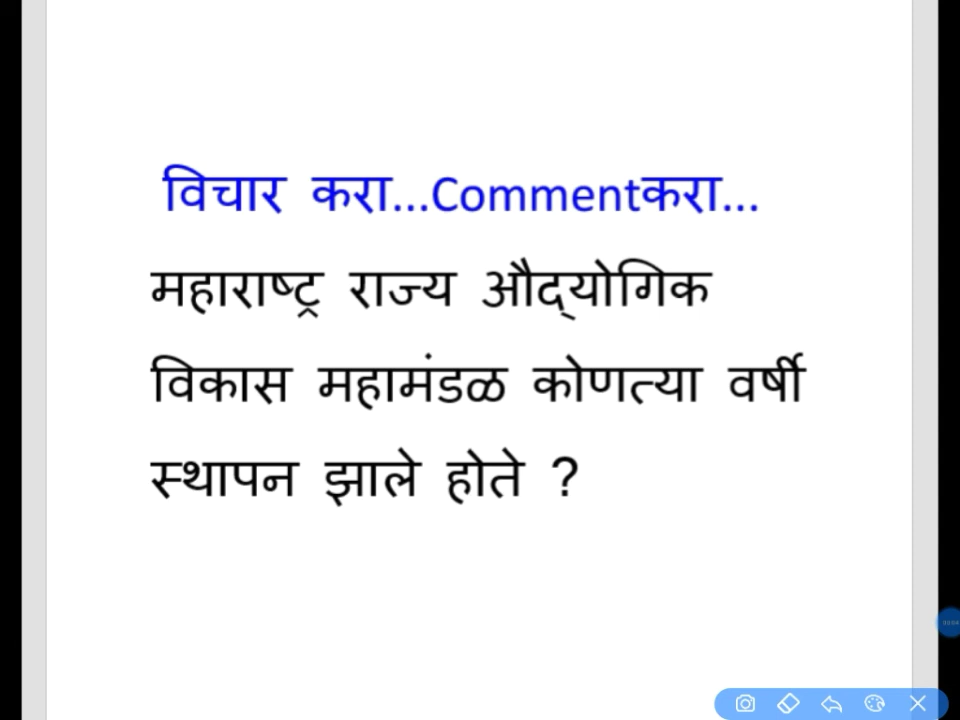 विचार करा...Commentकरा...
महाराष्ट्र राज्य औद्‌योगिक
विकास महामंडळ कोणत्या वर्षी
स्थापन झाले होते ?